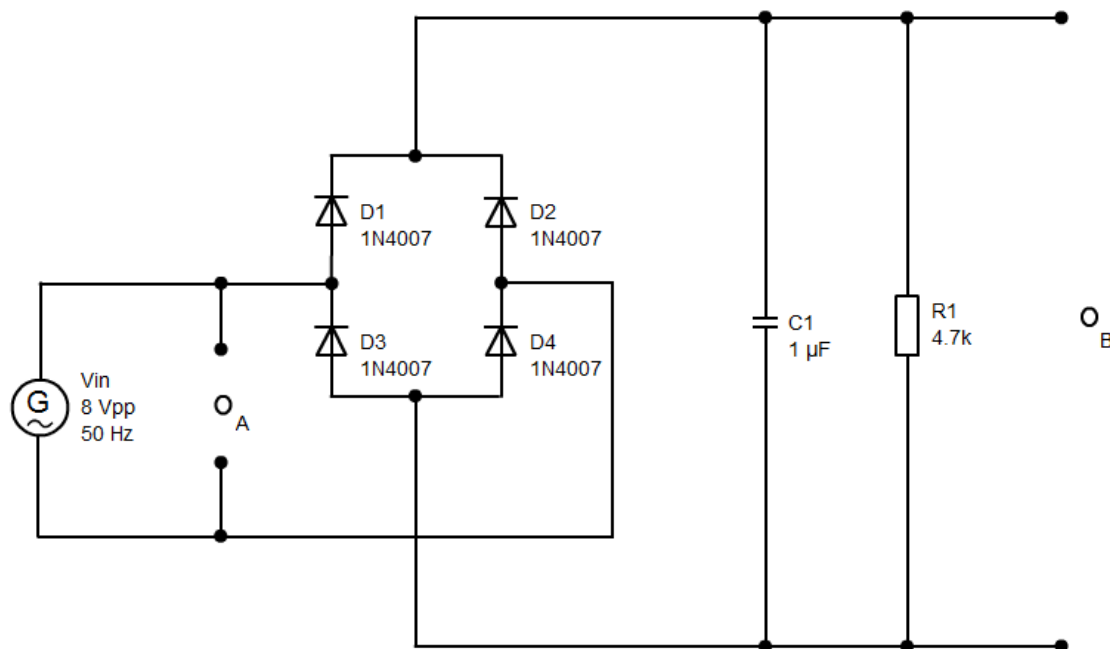 D1
1N4007
D2
1N4007
D3
1N4007
D4
1N4007
G
Vin
8 Vpp
50 Hz
A
C1
1 µF
R1
4.7k
B